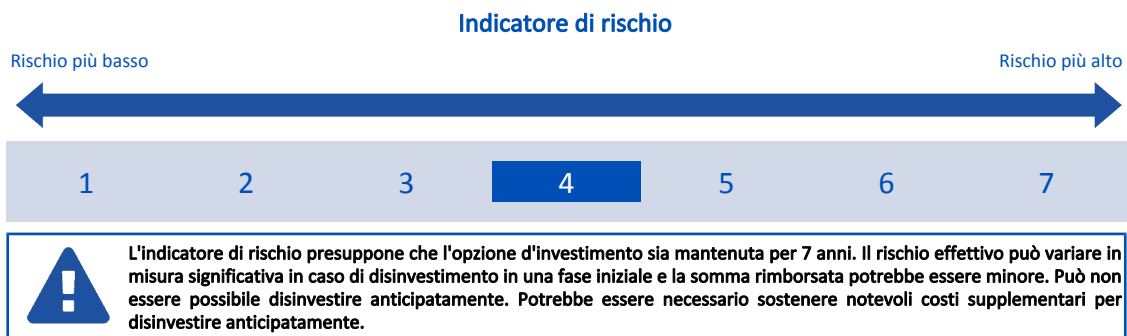 Indicatore di rischio
Rischio più basso
Rischio più alto
1 2 3 4 5 6 7
L'indicatore di rischio presuppone che l'opzione d'investimento sia mantenuta per 7 anni. Il rischio effettivo può variare in
misura significativa in caso di disinvestimento in una fase iniziale e la somma rimborsata potrebbe essere minore. Può non
essere possibile disinvestire anticipatamente. Potrebbe essere necessario sostenere notevoli costi supplementari per
disinvestire anticipatamente.